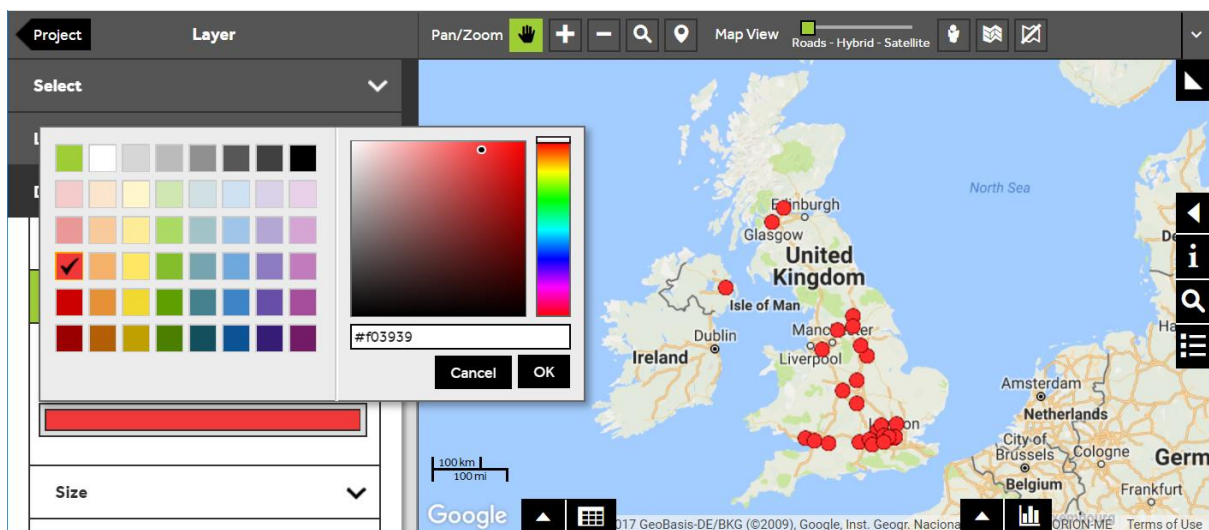 Project
Layer
Pan/Zoom
Map View
Roads - Hybrid - Satellite
Select
#f03939
Cancel
OK
Size
North Sea
Edinburgh
Glasgow
United
Kingdom
Isle of Man
Dublin
Ireland
Liverpool
Amsterdam
Netherlands
City of
Brussels
Cologne
Belgium
Germ
Frankfurt
100 km
100 mi
Google
017 GeoBasis-DE/BKG (©2009), Google, Inst. Geogr. Naciona
ORION-ME
Terms of Use